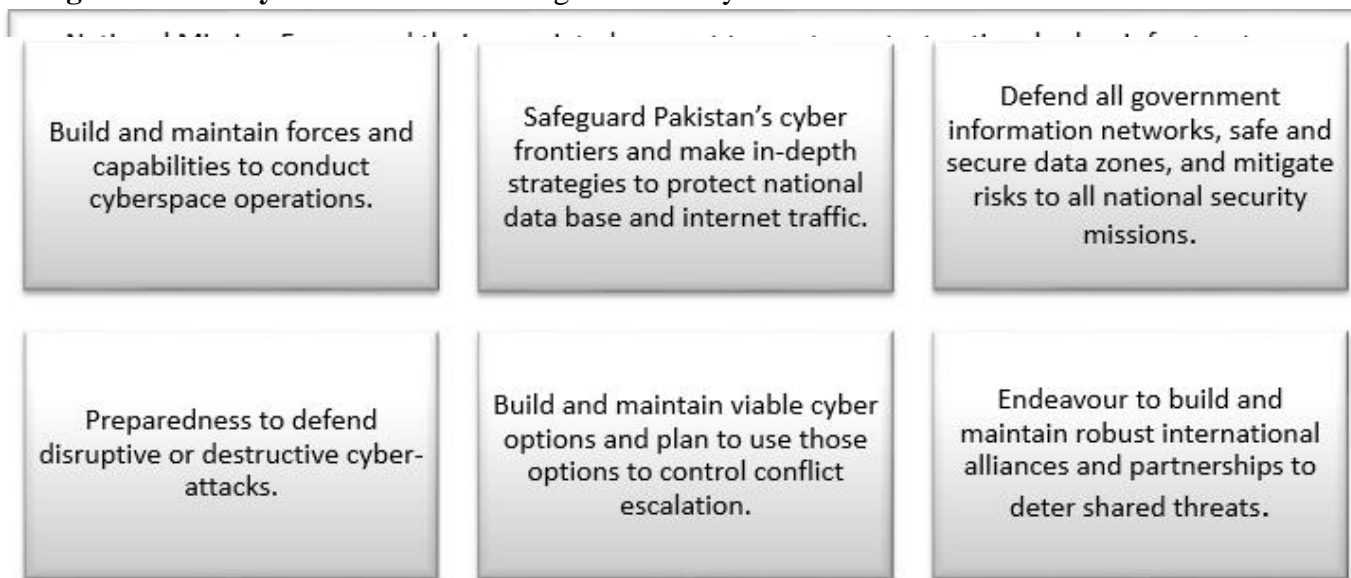 Build and maintain forces and
capabilities to conduct
cyberspace operations.
Safeguard Pakistan's cyber
frontiers and make in-depth
strategies to protect national
data base and internet traffic.
Defend all government
information networks, safe and
secure data zones, and mitigate
risks to all national security
missions.
Preparedness to defend
disruptive or destructive cyber-
attacks.
Build and maintain viable cyber
options and plan to use those
options to control conflict
escalation.
Endeavour to build and
maintain robust international
alliances and partnerships to
deter shared threats.